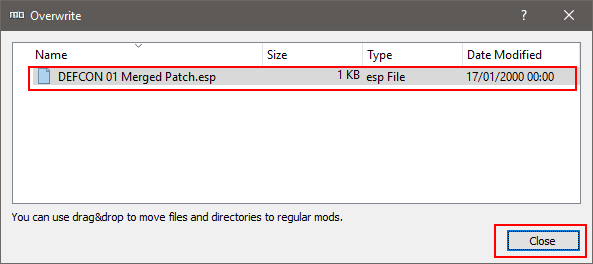 Overwrite
Name Size Type Date Modified
DEFCON 01 Merged Patch.esp 1 KB esp File 17/01/2000 00:00
You can use drag&drop to move files and directories to regular mods.
Close